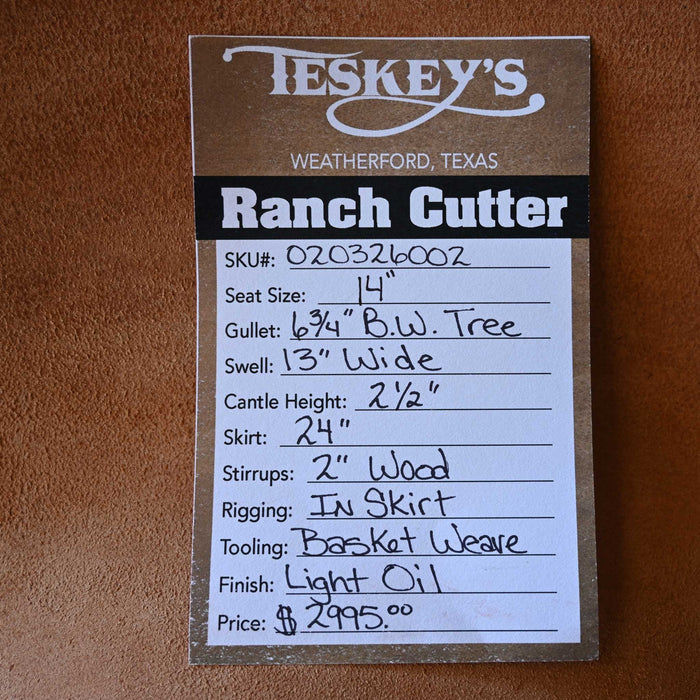 TESKEY'S
WEATHERFORD, TEXAS
Ranch Cutter
SKU#: 020326002
Seat Size: 14"
Gullet: 6 3/4" B.W. Tree
Swell: 13" Wide
Cantle Height: 2 1/2"
Skirt: 24"
Stirrups: 2" Wood
Rigging: In Skirt
Tooling: Basket Weave
Finish: Light Oil
Price: $ 2995.00